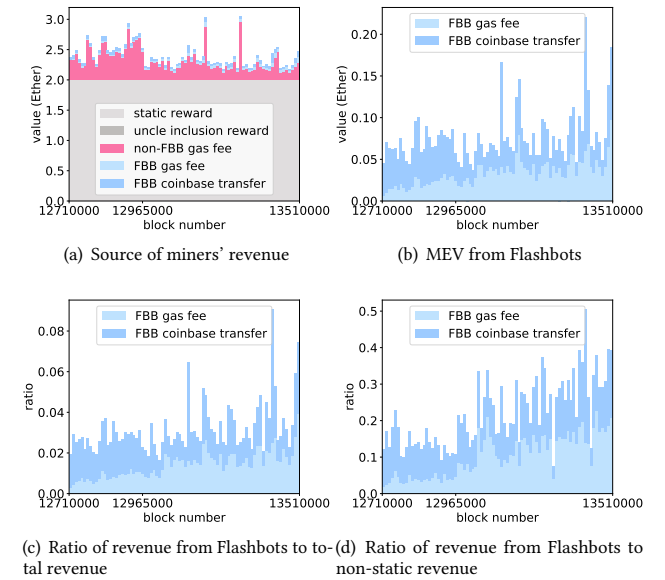 3.0
2.5
2.0
1.5
1.0
0.5
0.0
value (Ether)
static reward
uncle inclusion reward
non-FBB gas fee
FBB gas fee
FBB coinbase transfer
12710000 12965000 13510000
block number
(a) Source of miners' revenue
0.20
0.15
0.10
0.05
0.00
value (Ether)
FBB gas fee
FBB coinbase transfer
12710000 12965000 13510000
block number
(b) MEV from Flashbots
0.08
0.06
0.04
0.02
0.00
ratio
FBB gas fee
FBB coinbase transfer
12710000 12965000 13510000
block number
(c) Ratio of revenue from Flashbots to to-
tal revenue
0.5
0.4
0.3
0.2
0.1
0.0
ratio
FBB gas fee
FBB coinbase transfer
12710000 12965000 13510000
block number
(d) Ratio of revenue from Flashbots to
non-static revenue